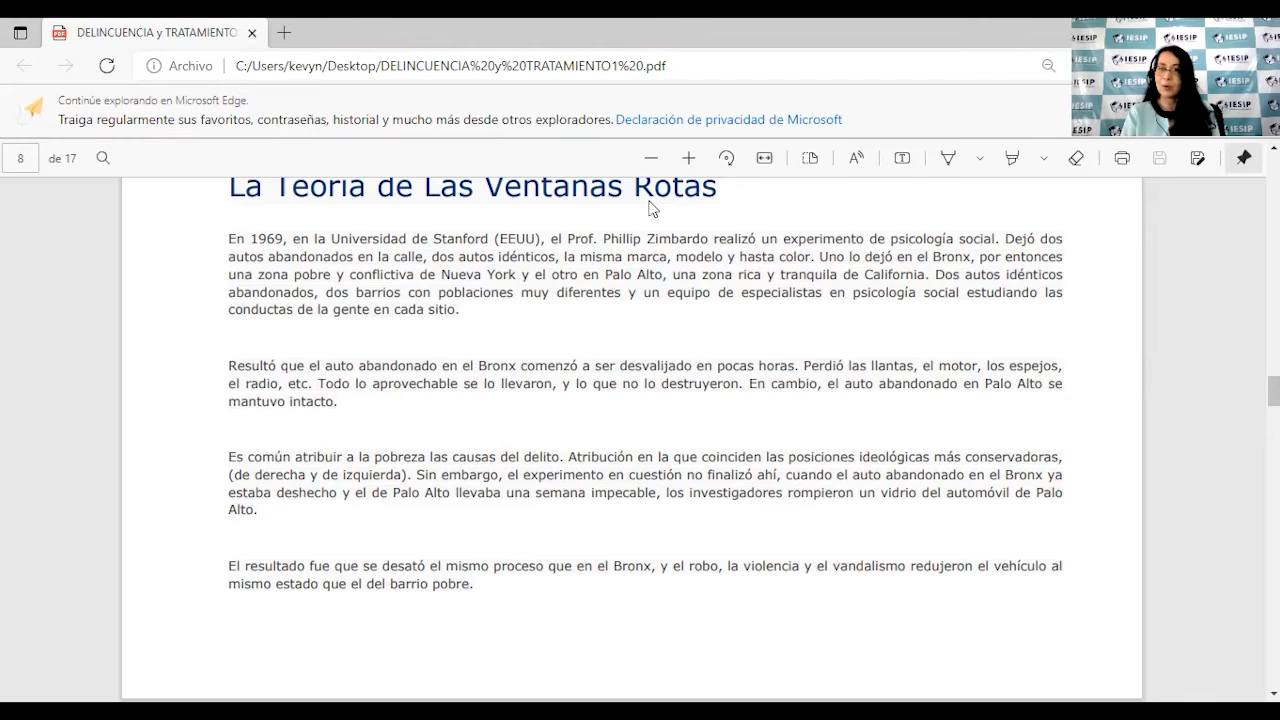 DELINCUENCIA y TRATAMIENTO
Archivo C:/Users/kevyn/Desktop/DELINCUENCIA%20y%20TRATAMIENTO1%20.pdf
Continúe explorando en Microsoft Edge.
Traiga regularmente sus favoritos, contraseñas, historial y mucho más desde otros exploradores. Declaración de privacidad de Microsoft
8 de 17
La Teoría de Las Ventanas Rotas
En 1969, en la Universidad de Stanford (EEUU), el Prof. Phillip Zimbardo realizó un experimento de psicología social. Dejó dos
autos abandonados en la calle, dos autos idénticos, la misma marca, modelo y hasta color. Uno lo dejó en el Bronx, por entonces
una zona pobre y conflictiva de Nueva York y el otro en Palo Alto, una zona rica y tranquila de California. Dos autos idénticos
abandonados, dos barrios con poblaciones muy diferentes y un equipo de especialistas en psicología social estudiando las
conductas de la gente en cada sitio.
Resultó que el auto abandonado en el Bronx comenzó a ser desvalijado en pocas horas. Perdió las llantas, el motor, los espejos,
el radio, etc. Todo lo aprovechable se lo llevaron, y lo que no lo destruyeron. En cambio, el auto abandonado en Palo Alto se
mantuvo intacto.
Es común atribuir a la pobreza las causas del delito. Atribución en la que coinciden las posiciones ideológicas más conservadoras,
(de derecha y de izquierda). Sin embargo, el experimento en cuestión no finalizó ahí, cuando el auto abandonado en el Bronx ya
estaba deshecho y el de Palo Alto llevaba una semana impecable, los investigadores rompieron un vidrio del automóvil de Palo
Alto.
El resultado fue que se desató el mismo proceso que en el Bronx, y el robo, la violencia y el vandalismo redujeron el vehículo al
mismo estado que el del barrio pobre.
IESIP IESIP IESIP
IESIP
IESIP
IESIP